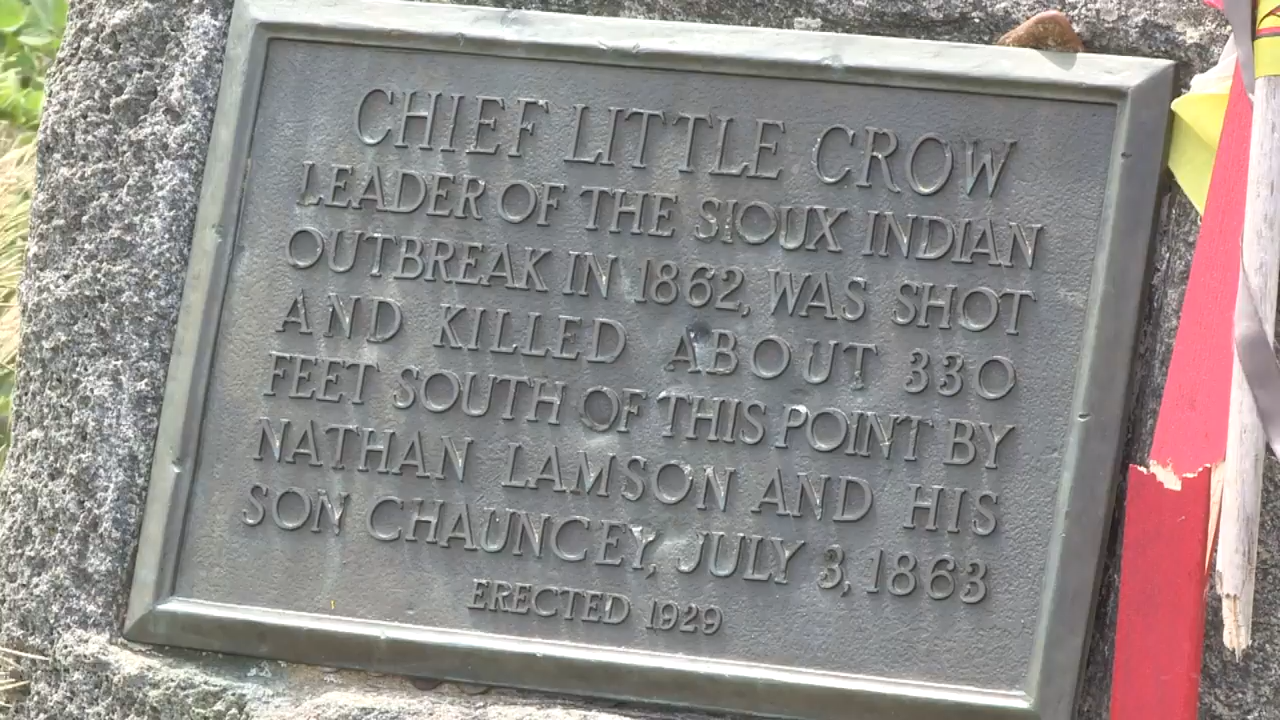 CHIEF LITTLE CROW
LEADER OF THE SIOUX INDIAN
OUTBREAK IN 1862, WAS SHOT
AND KILLED ABOUT 330
FEET SOUTH OF THIS POINT BY
NATHAN LAMSON AND HIS
SON CHAUNCEY, JULY 3, 1863
ERECTED 1929